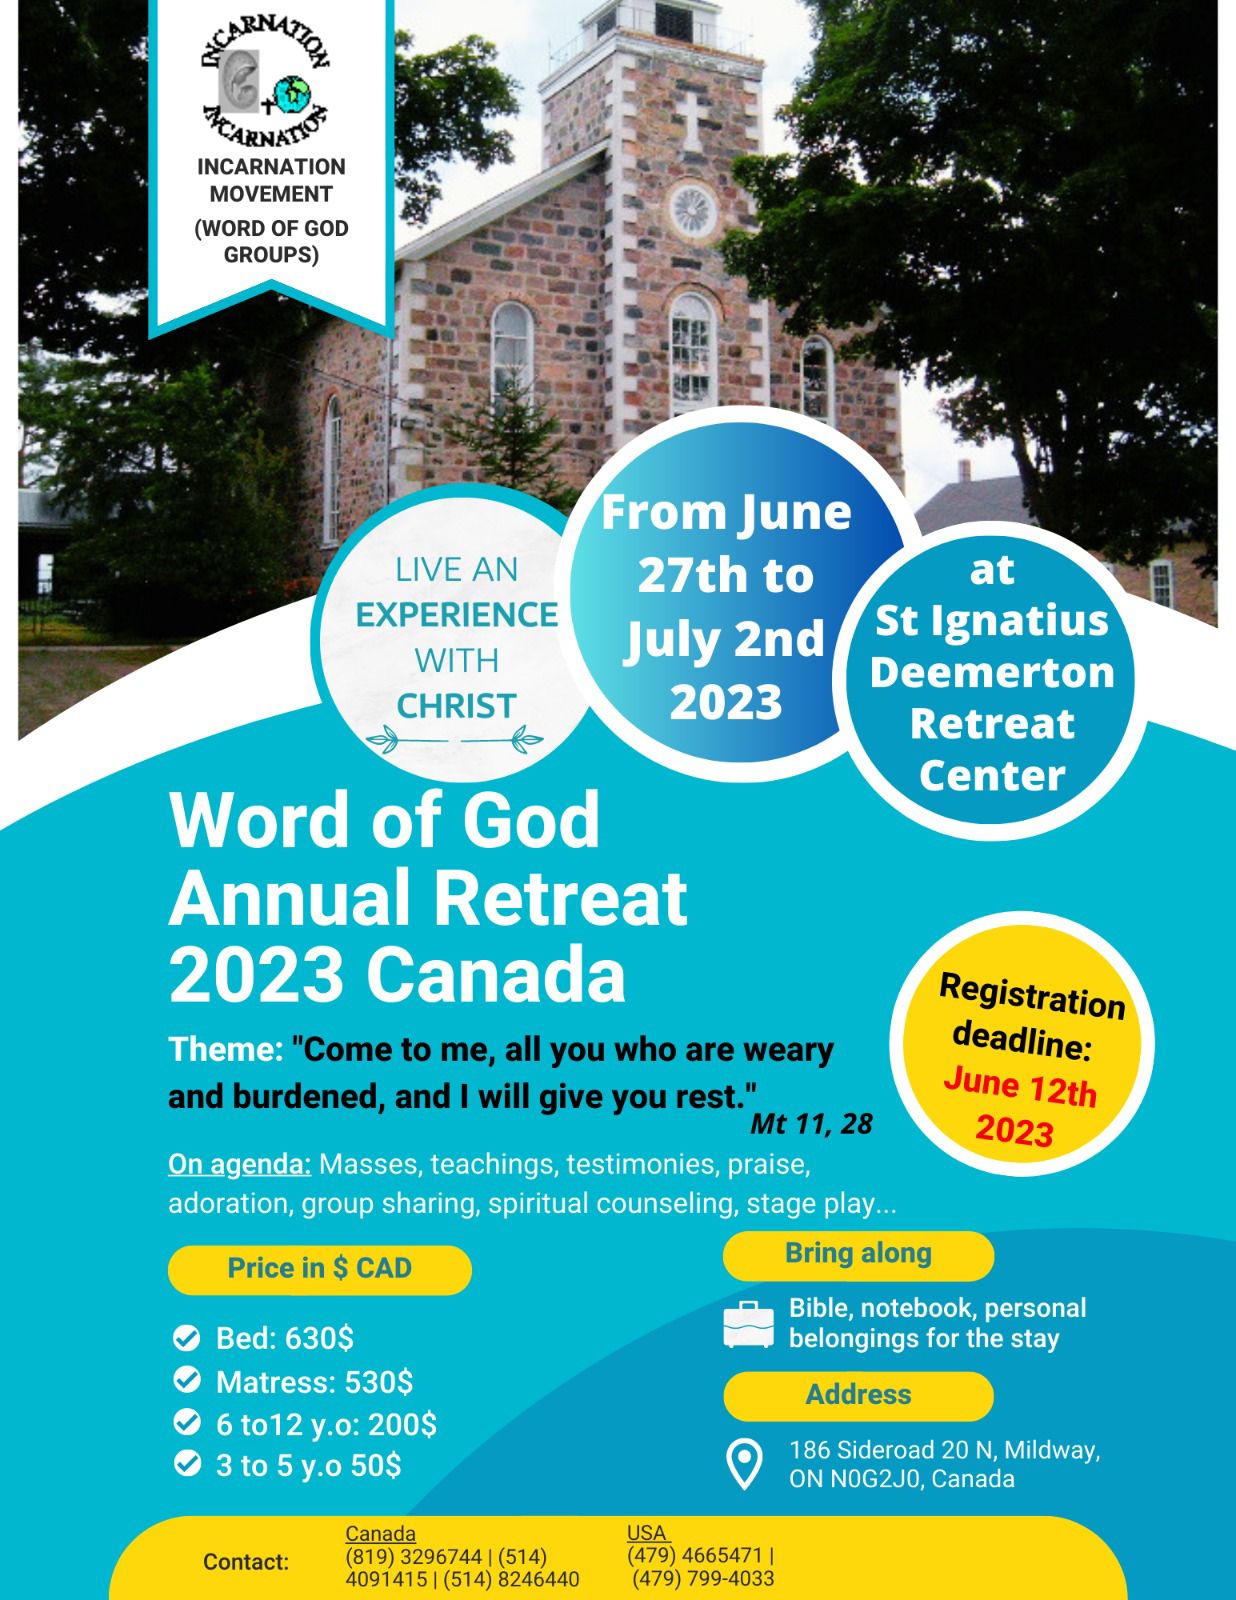 INCARNATION
INCARNATION
INCARNATION
MOVEMENT
(WORD OF GOD
GROUPS)
LIVE AN
EXPERIENCE
WITH
CHRIST
From June
27th to
July 2nd
2023
at
St Ignatius
Deemerton
Retreat
Center
Word of God
Annual Retreat
2023 Canada
Registration
deadline:
June 12th
2023
Theme: "Come to me, all you who are weary
and burdened, and I will give you rest."
Mt 11, 28
On agenda: Masses, teachings, testimonies, praise,
adoration, group sharing, spiritual counseling, stage play...
Price in $ CAD
Bed: 630$
Matress: 530$
6 to12 y.o: 200$
3 to 5 y.o 50$
Bring along
Bible, notebook, personal
belongings for the stay
Address
186 Sideroad 20 N, Mildway,
ON N0G2J0, Canada
Contact:
Canada
(819) 3296744 | (514)
4091415 | (514) 8246440
USA
(479) 4665471 |
(479) 799-4033